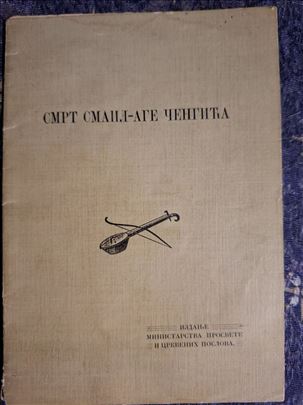 СМРТ СМАИЛ-АГЕ ЧЕНГИЋА
ИЗДАЊЕ
МИНИСТАРСТВА ПРОСВЕТЕ
И ЦРКВЕНИХ ПОСЛОВА.